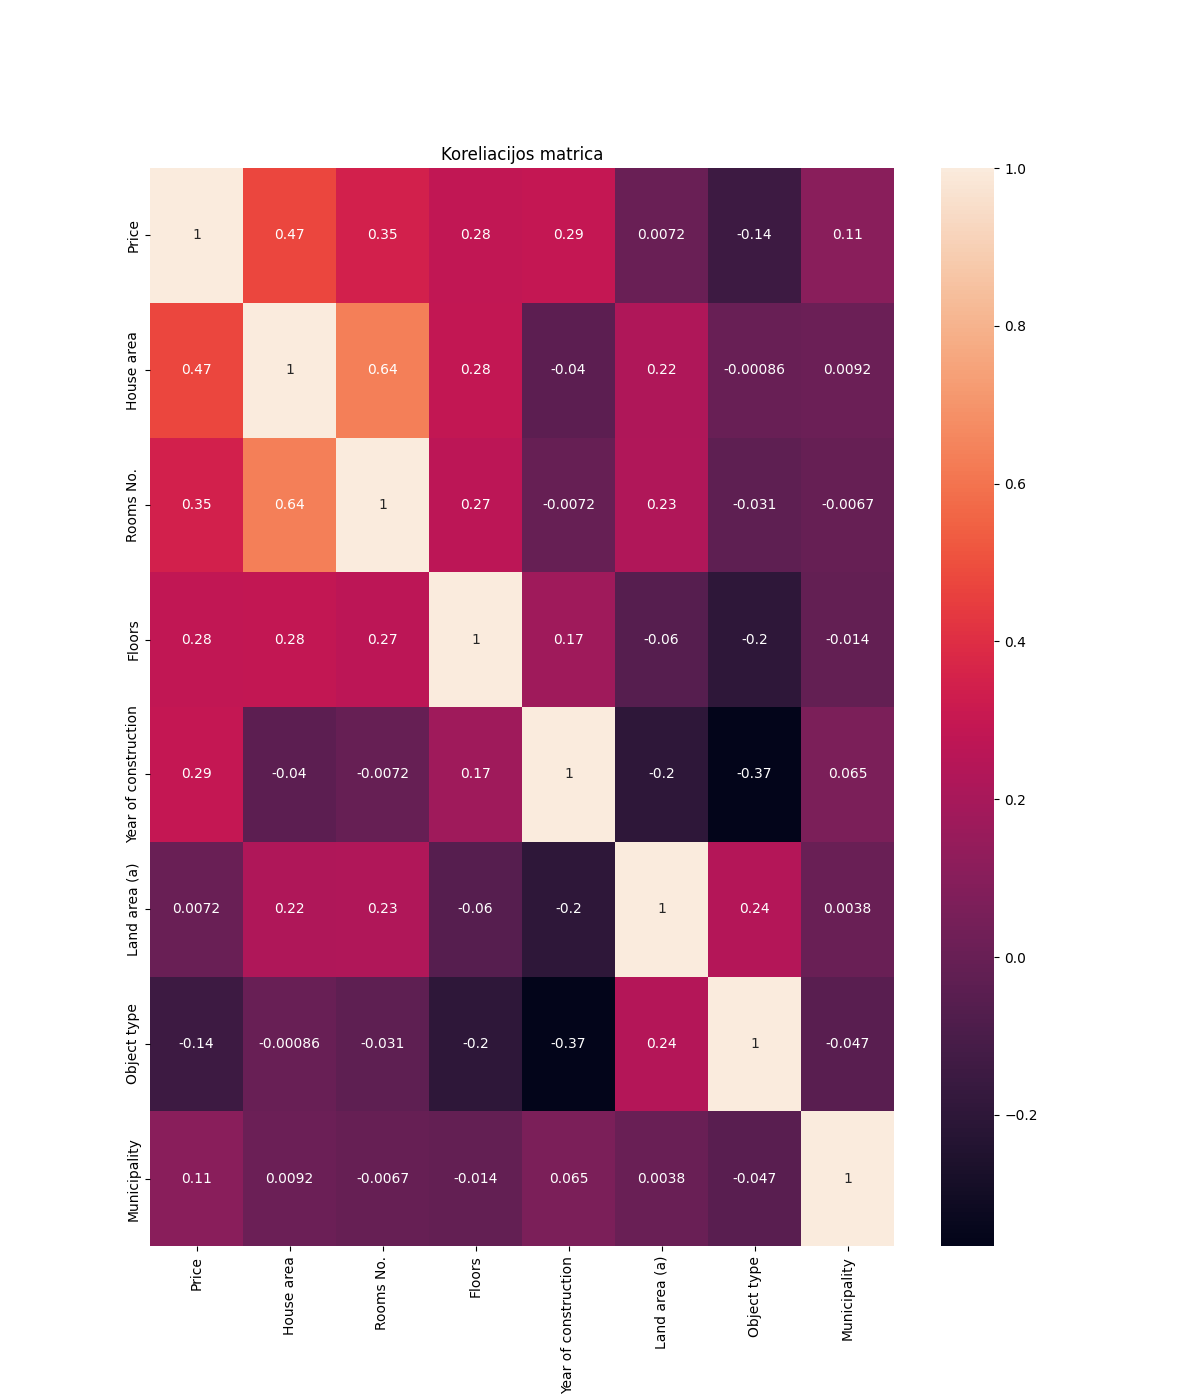 Koreliacijos matrica
Price 1 0.47 0.35 0.28 0.29 0.0072 -0.14 0.11
House area 0.47 1 0.64 0.28 -0.04 0.22 -0.00086 0.0092
Rooms No. 0.35 0.64 1 0.27 -0.0072 0.23 -0.031 -0.0067
Floors 0.28 0.28 0.27 1 0.17 -0.06 -0.2 -0.014
Year of construction 0.29 -0.04 -0.0072 0.17 1 -0.2 -0.37 0.065
Land area (a) 0.0072 0.22 0.23 -0.06 -0.2 1 0.24 0.0038
Object type -0.14 -0.00086 -0.031 -0.2 -0.37 0.24 1 -0.047
Municipality 0.11 0.0092 -0.0067 -0.014 0.065 0.0038 -0.047 1
Price
House area
Rooms No.
Floors
Year of construction
Land area (a)
Object type
Municipality
1.0
0.8
0.6
0.4
0.2
0.0
−0.2